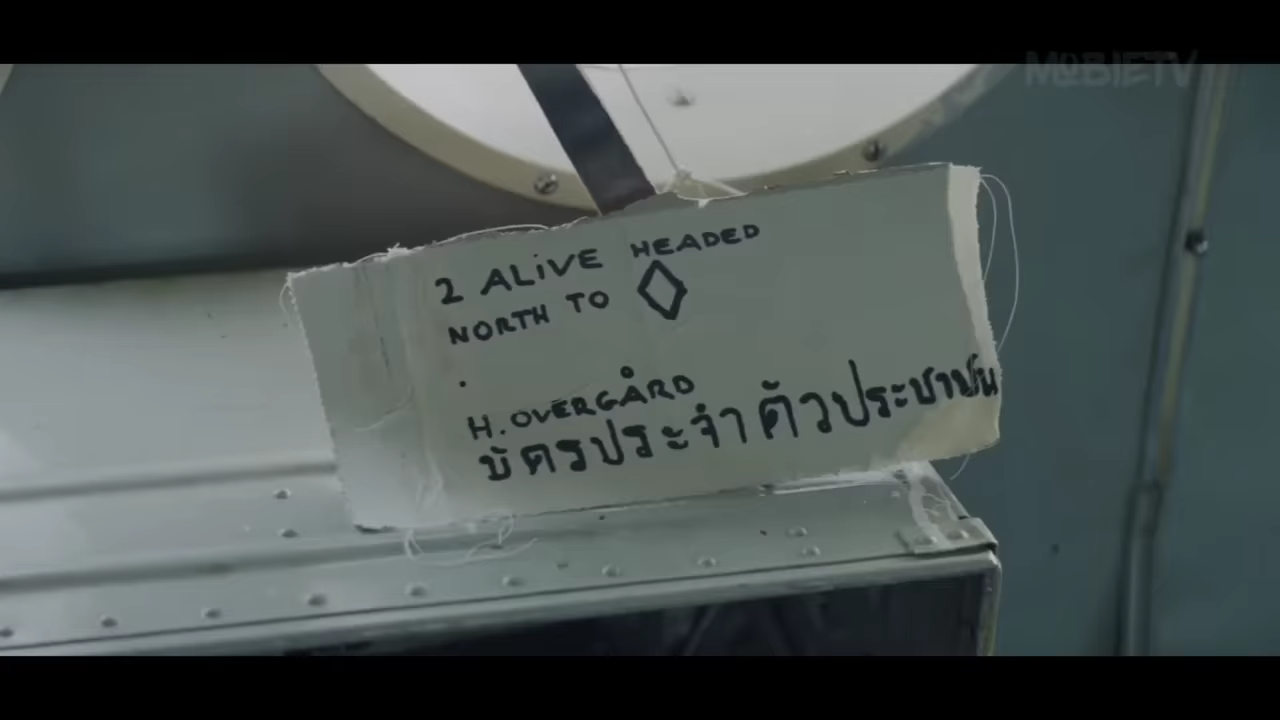 MOBIETV
2 ALiVE HEADED
NORTH TO ◊
.
H. OVERGÅRD
บัตรประจำตัวประชาชน